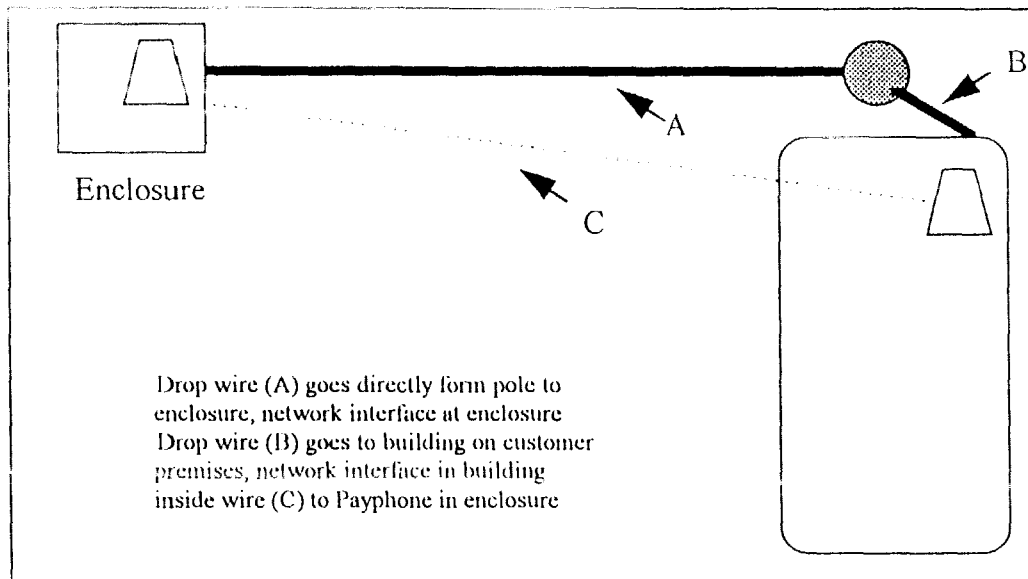 B
A
Enclosure
C
Drop wire (A) goes directly form pole to
enclosure, network interface at enclosure
Drop wire (B) goes to building on customer
premises, network interface in building
inside wire (C) to Payphone in enclosure